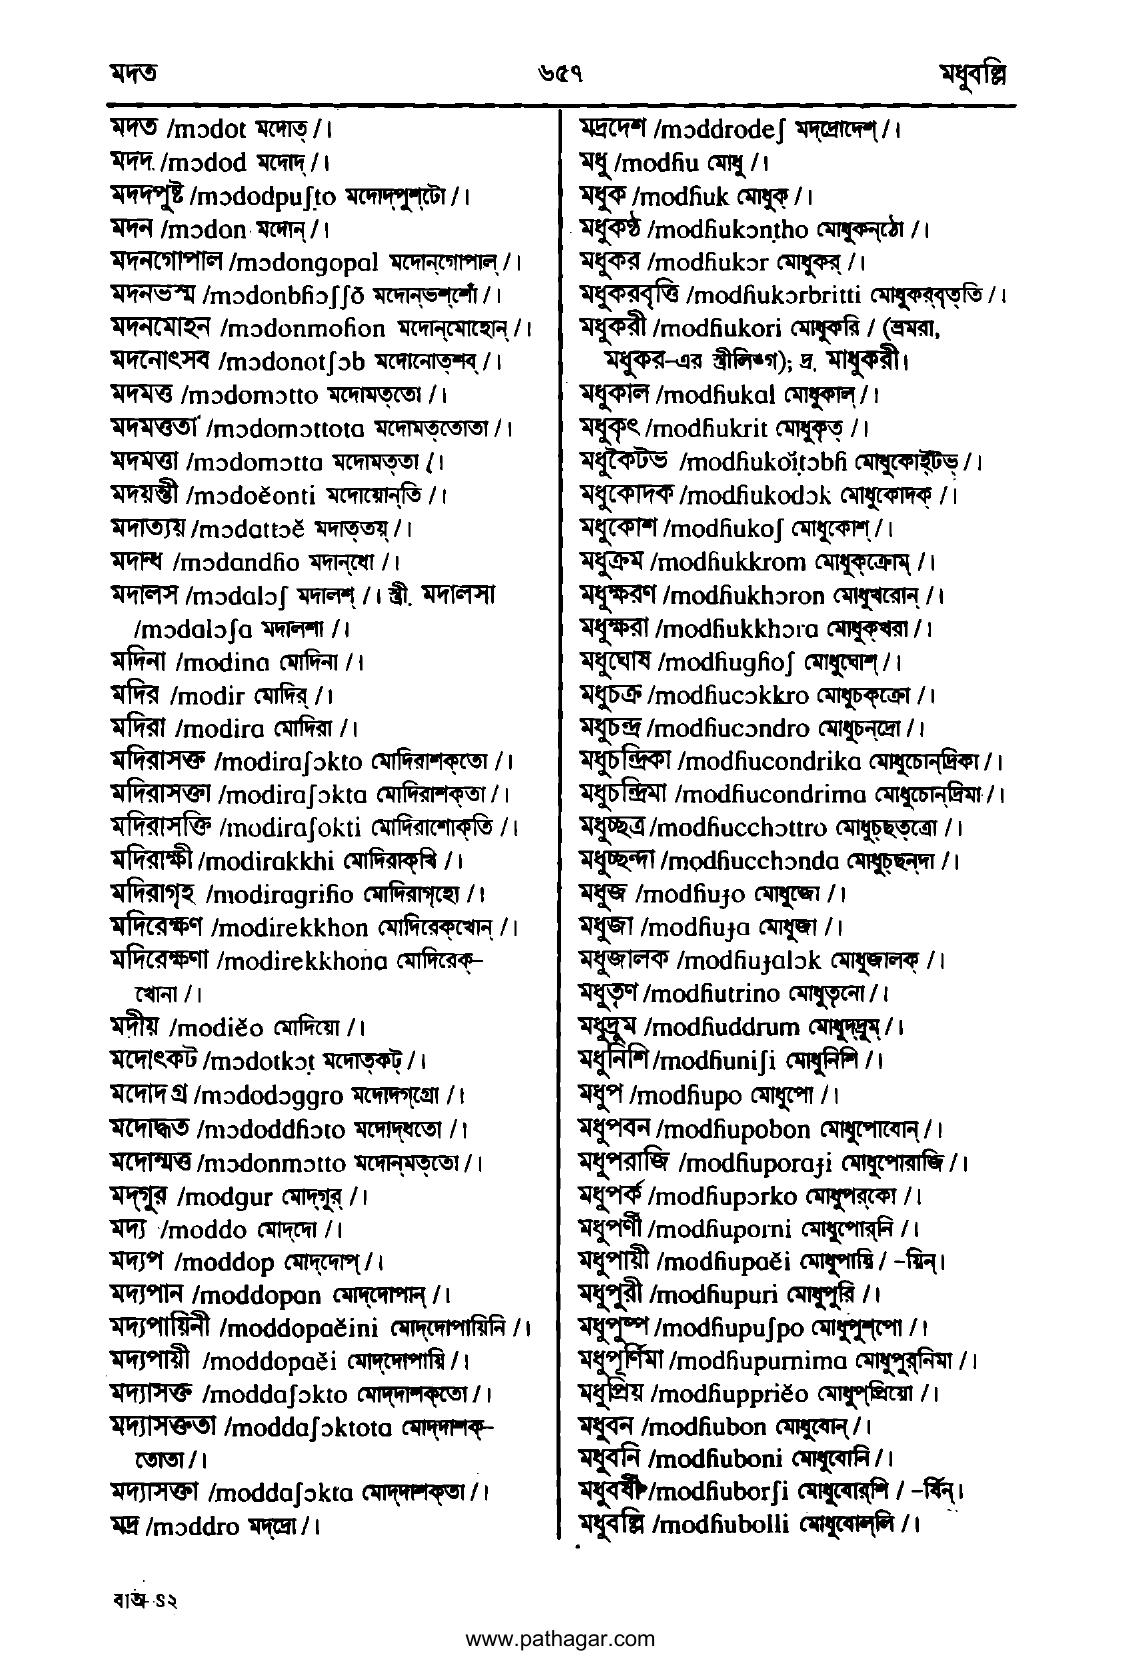 মদত ৬৫৭ মধুবল্লি
মদত /mɔdot মদোত্ /।
মদদ /mɔdod মদোদ্ /।
মদদপুষ্ট /mɔdodpuʃṭo মদোদ্‌পুশ্‌টো /।
মদন /mɔdon মদোন্ /।
মদনগোপাল /mɔdongopal মদোন্‌গোপাল্ /।
মদনভস্ম /mɔdonbɦɔʃʃõ মদোন্‌ভশ্‌শোঁ /।
মদনমোহন /mɔdonmoɦon মদোন্‌মোহোন্ /।
মদনোৎসব /mɔdonotʃɔb মদোনোত্‌শব্ /।
মদমত্ত /mɔdomɔtto মদোমত্‌তো /।
মদমত্ততা /mɔdomɔttota মদোমত্‌তোতা /।
মদমত্তা /mɔdomɔtta মদোমত্‌তা /।
মদয়ন্তী /mɔdoĕonti মদোয়োন্‌তি /।
মদাত্যয় /mɔdattɔĕ মদাত্‌তয়্ /।
মদান্ধ /mɔdandɦo মদান্‌ধো /।
মদালস /mɔdalɔʃ মদালশ্ /। স্ত্রী. মদালসা
/mɔdalɔʃa মদালশা /।
মদিনা /modina মোদিনা /।
মদির /modir মোদির্ /।
মদিরা /modira মোদিরা /।
মদিরাসক্ত /modiraʃɔkto মোদিরাশক্‌তো /।
মদিরাসক্তা /modiraʃɔkta মোদিরাশক্‌তা /।
মদিরাসক্তি /modiraʃokti মোদিরাশোক্‌তি /।
মদিরাক্ষী /modirakkhi মোদিরাক্‌খি /।
মদিরাগৃহ /modiragriɦo মোদিরাগৃহো /।
মদিরেক্ষণ /modirekkhon মোদিরেক্‌খোন্ /।
মদিরেক্ষণা /modirekkhona মোদিরেক্‌-
খোনা /।
মদীয় /modiĕo মোদিয়ো /।
মদোৎকট /mɔdotkɔṭ মদোত্‌কট্ /।
মদোদগ্র /mɔdodɔggro মদোদগ্‌গ্রো /।
মদোদ্ধত /mɔdoddɦɔto মদোদ্‌ধতো /।
মদোন্মত্ত /mɔdonmɔtto মদোন্‌মত্‌তো /।
মদ্‌গুর /modgur মোদ্‌গুর্ /।
মদ্য /moddo মোদ্‌দো /।
মদ্যপ /moddop মোদ্‌দোপ্ /।
মদ্যপান /moddopan মোদ্‌দোপান্ /।
মদ্যপায়িনী /moddopaĕini মোদ্‌দোপায়িনি /।
মদ্যপায়ী /moddopaĕi মোদ্‌দোপায়ি /।
মদ্যাসক্ত /moddaʃɔkto মোদ্‌দাশক্‌তো /।
মদ্যাসক্ততা /moddaʃɔktota মোদ্‌দাশক্‌-
তোতা /।
মদ্যাসক্তা /moddaʃɔkta মোদ্‌দাশক্‌তা /।
মদ্র /mɔddro মদ্‌দ্রো /।
মদ্রদেশ /mɔddrodeʃ মদ্‌দ্রোদেশ্ /।
মধু /modɦu মোধু /।
মধুক /modɦuk মোধুক্ /।
মধুকণ্ঠ /modɦukɔnṭho মোধুকন্‌ঠো /।
মধুকর /modɦukɔr মোধুকর্ /।
মধুকরবৃত্তি /modɦukɔrbritti মোধুকর্‌বৃত্‌তি /।
মধুকরী /modɦukori মোধুকরি / (ভ্রমরা,
মধুকর-এর স্ত্রীলিঙ্গ); দ্র. মাধুকরী।
মধুকাল /modɦukal মোধুকাল্ /।
মধুকৃৎ /modɦukrit মোধুকৃত্ /।
মধুকৈটভ /modɦukoĭṭɔbɦ মোধুকোইটভ্ /।
মধুকোদক /modɦukodɔk মোধুকোদক্ /।
মধুকোশ /modɦukoʃ মোধুকোশ্ /।
মধুক্রম /modɦukkrom মোধুক্‌ক্রোম্ /।
মধুক্ষরণ /modɦukhɔron মোধুখরোন্ /।
মধুক্ষরা /modɦukkhɔra মোধুক্‌খরা /।
মধুঘোষ /modɦugɦoʃ মোধুঘোশ্ /।
মধুচক্র /modɦucɔkkro মোধুচক্‌ক্রো /।
মধুচন্দ্র /modɦucɔndro মোধুচন্‌দ্রো /।
মধুচন্দ্রিকা /modɦucondrika মোধুচোন্‌দ্রিকা /।
মধুচন্দ্রিমা /modɦucondrima মোধুচোন্‌দ্রিমা /।
মধুচ্ছত্র /modɦucchɔttro মোধুচ্‌ছত্‌ত্রো /।
মধুচ্ছন্দা /modɦucchɔnda মোধুচ্‌ছন্‌দা /।
মধুজ /modɦuɟo মোধুজো /।
মধুজা /modɦuɟa মোধুজা /।
মধুজালক /modɦuɟalɔk মোধুজালক্ /।
মধুতৃণ /modɦutrino মোধুতৃনো /।
মধুদ্রুম /modɦuddrum মোধুদ্‌দ্রুম্ /।
মধুনিশি /modɦuniʃi মোধুনিশি /।
মধুপ /modɦupo মোধুপো /।
মধুপবন /modɦupobon মোধুপোবোন্ /।
মধুপরাজি /modɦuporaɟi মোধুপোরাজি /।
মধুপর্ক /modɦupɔrko মোধুপর্‌কো /।
মধুপর্ণী /modɦuporni মোধুপোর্‌নি /।
মধুপায়ী /modɦupaĕi মোধুপায়ি / -য়িন্।
মধুপুরী /modɦupuri মোধুপুরি /।
মধুপুষ্প /modɦupuʃpo মোধুপুশ্‌পো /।
মধুপূর্ণিমা /modɦupurnima মোধুপুর্‌নিমা /।
মধুপ্রিয় /modɦuppriĕo মোধুপ্‌প্রিয়ো /।
মধুবন /modɦubon মোধুবোন্ /।
মধুবনি /modɦuboni মোধুবোনি /।
মধুবর্ষী /modɦuborʃi মোধুবোর্‌শি / -র্ষিন্।
মধুবল্লি /modɦubolli মোধুবোল্‌লি /।
বাঅ-৪২
www.pathagar.com